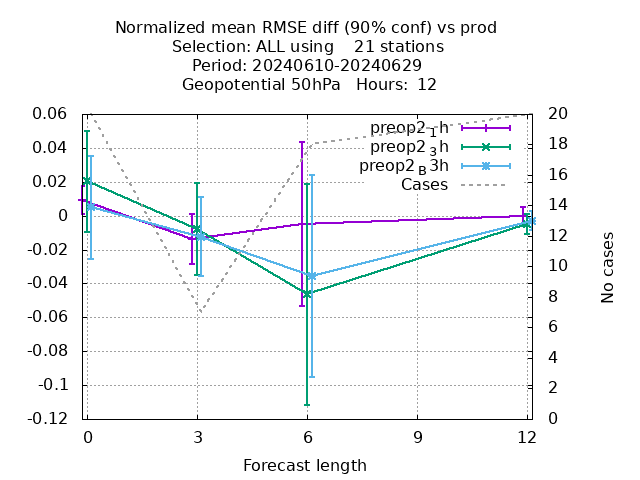 Normalized mean RMSE diff (90% conf) vs prod
Selection: ALL using    21 stations
Period: 20240610-20240629
Geopotential 50hPa   Hours:  12
0.06
0.04
0.02
0
-0.02
-0.04
-0.06
-0.08
-0.1
-0.12
20
18
16
14
12
10
8
6
4
2
0
preop2_1h
preop2_3h
preop2_B3h
Cases
No cases
0 3 6 9 12
Forecast length